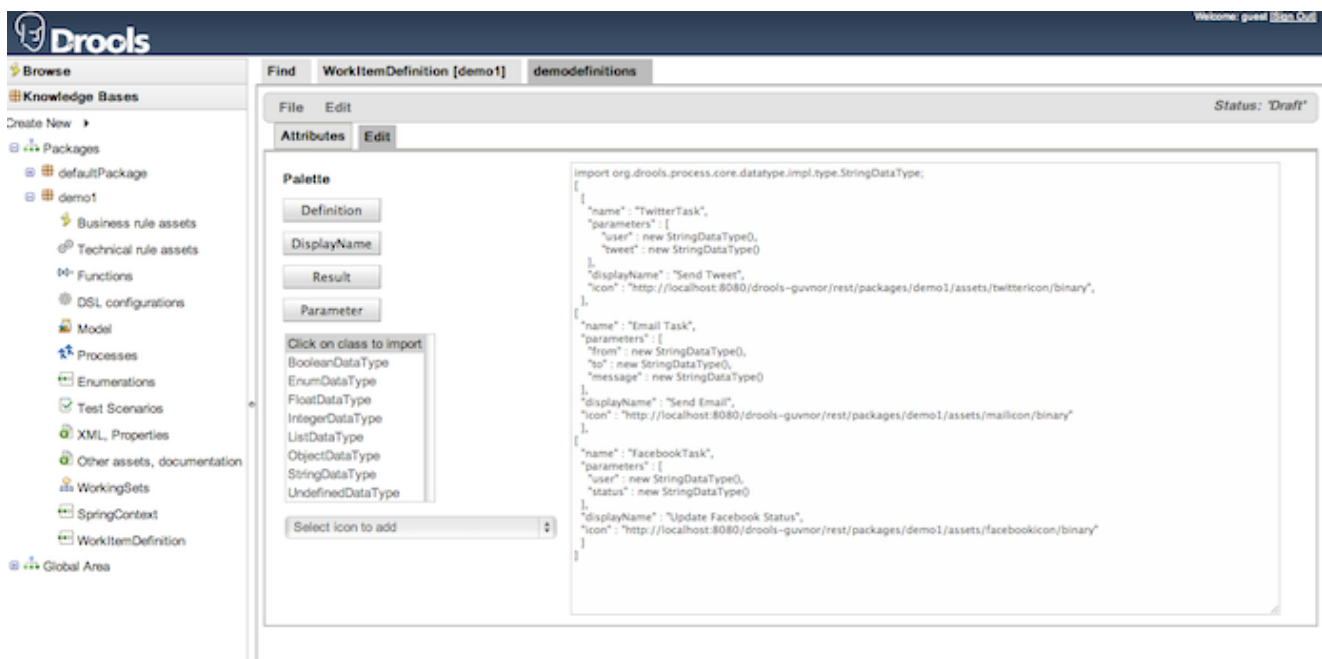 Welcome: guest [Sign Out]
Drools
Browse
Knowledge Bases
Create New
Packages
defaultPackage
demo1
Business rule assets
Technical rule assets
Functions
DSL configurations
Model
Processes
Enumerations
Test Scenarios
XML, Properties
Other assets, documentation
WorkingSets
SpringContext
WorkItemDefinition
Global Area
Find WorkItemDefinition [demo1] demodefinitions
File Edit Status: 'Draft'
Attributes Edit
Palette
Definition
DisplayName
Result
Parameter
Click on class to import
BooleanDataType
EnumDataType
FloatDataType
IntegerDataType
ListDataType
ObjectDataType
StringDataType
UndefinedDataType
Select icon to add
import org.drools.process.core.datatype.impl.type.StringDataType;
[
[
"name" : "TwitterTask",
"parameters" : [
"user" : new StringDataType(),
"tweet" : new StringDataType()
],
"displayName" : "Send Tweet",
"icon" : "http://localhost:8080/drools-guvnor/rest/packages/demo1/assets/twittericon/binary",
],
[
"name" : "Email Task",
"parameters" : [
"from" : new StringDataType(),
"to" : new StringDataType(),
"message" : new StringDataType()
],
"displayName" : "Send Email",
"icon" : "http://localhost:8080/drools-guvnor/rest/packages/demo1/assets/mailicon/binary"
],
[
"name" : "FacebookTask",
"parameters" : [
"user" : new StringDataType(),
"status" : new StringDataType()
],
"displayName" : "Update Facebook Status",
"icon" : "http://localhost:8080/drools-guvnor/rest/packages/demo1/assets/facebookicon/binary"
]
]